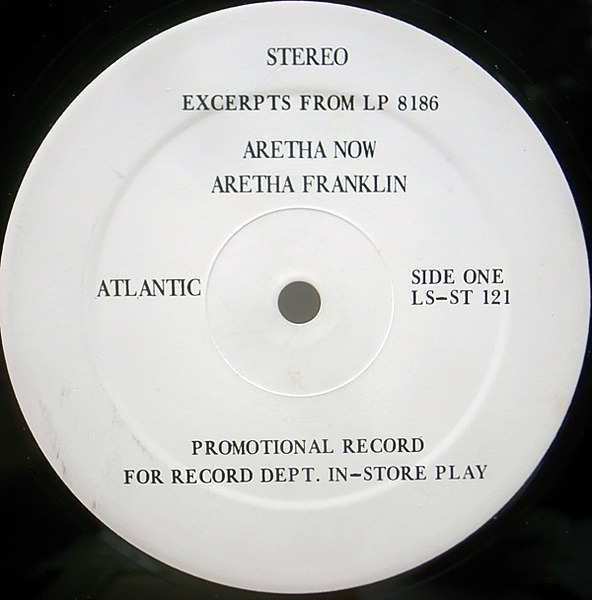 STEREO
EXCERPTS FROM LP 8186
ARETHA NOW
ARETHA FRANKLIN
ATLANTIC
SIDE ONE
LS-ST 121
PROMOTIONAL RECORD
FOR RECORD DEPT. IN-STORE PLAY